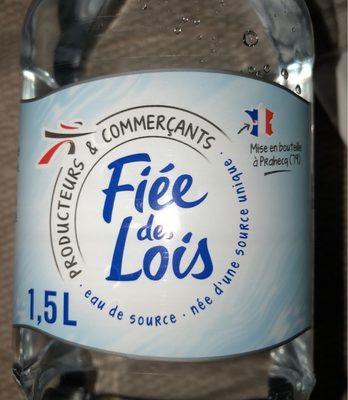 PRODUCTEURS & COMMERÇANTS
Fiée
des
Lois
eau de source · née d'une source unique ·
Mise en bouteille
à Prahecq (79)
1,5L